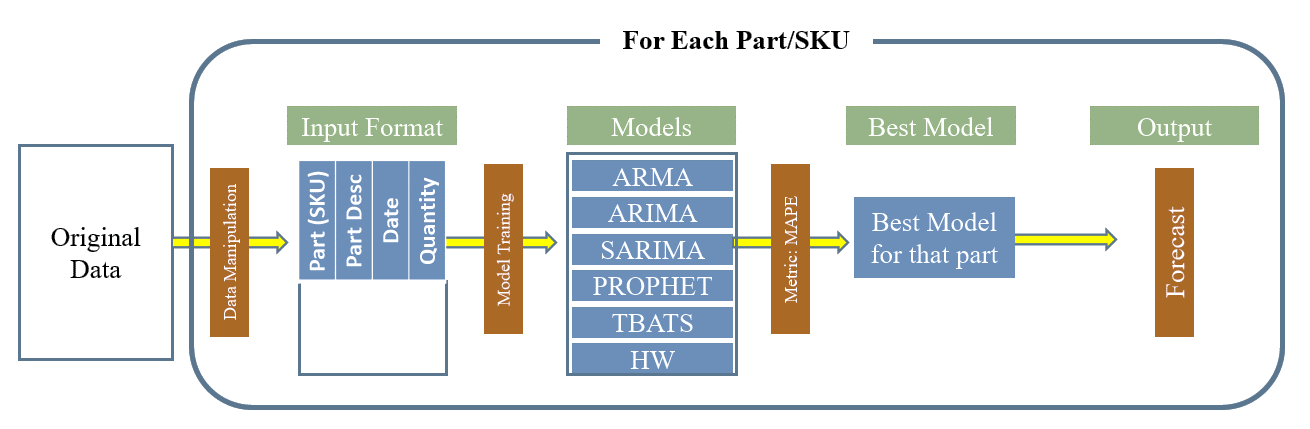 For Each Part/SKU
Input Format
Models
Best Model
Output
Original
Data
Data Manipulation
Part (SKU)
Part Desc
Date
Quantity
Model Training
ARMA
ARIMA
SARIMA
PROPHET
TBATS
HW
Metric: MAPE
Best Model
for that part
Forecast